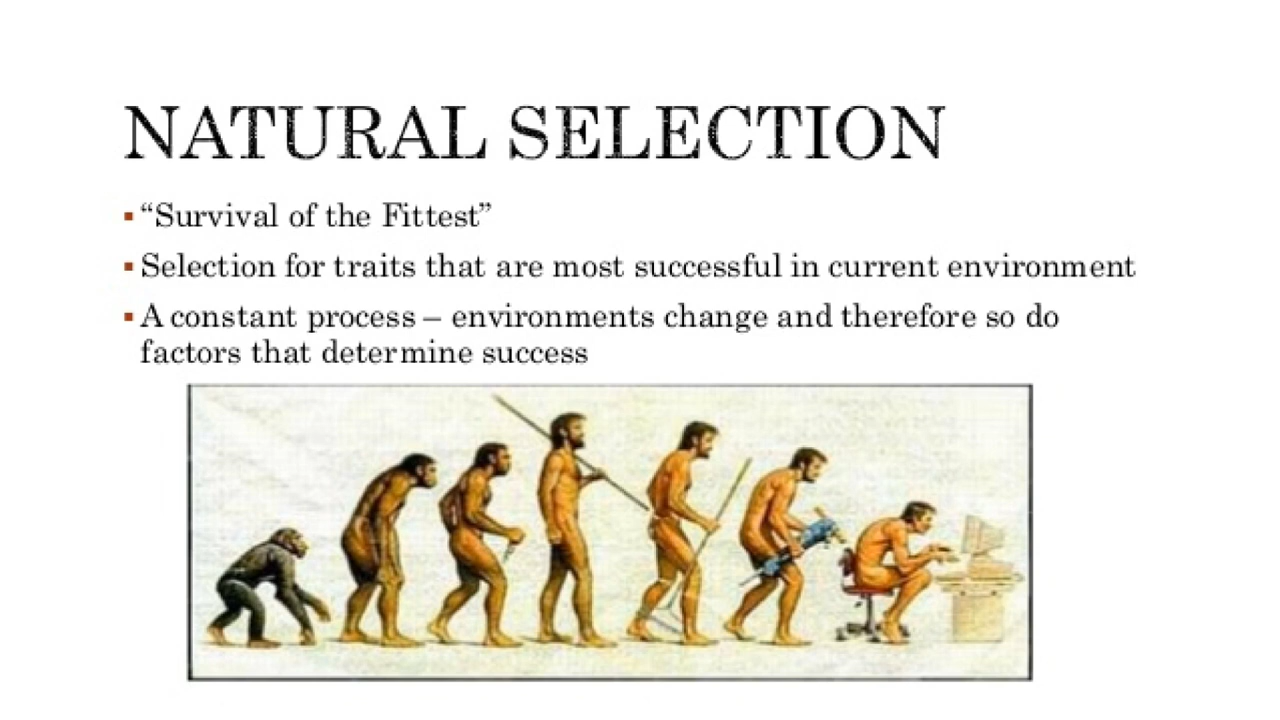 NATURAL SELECTION
▪ “Survival of the Fittest”
▪ Selection for traits that are most successful in current environment
▪ A constant process – environments change and therefore so do
factors that determine success